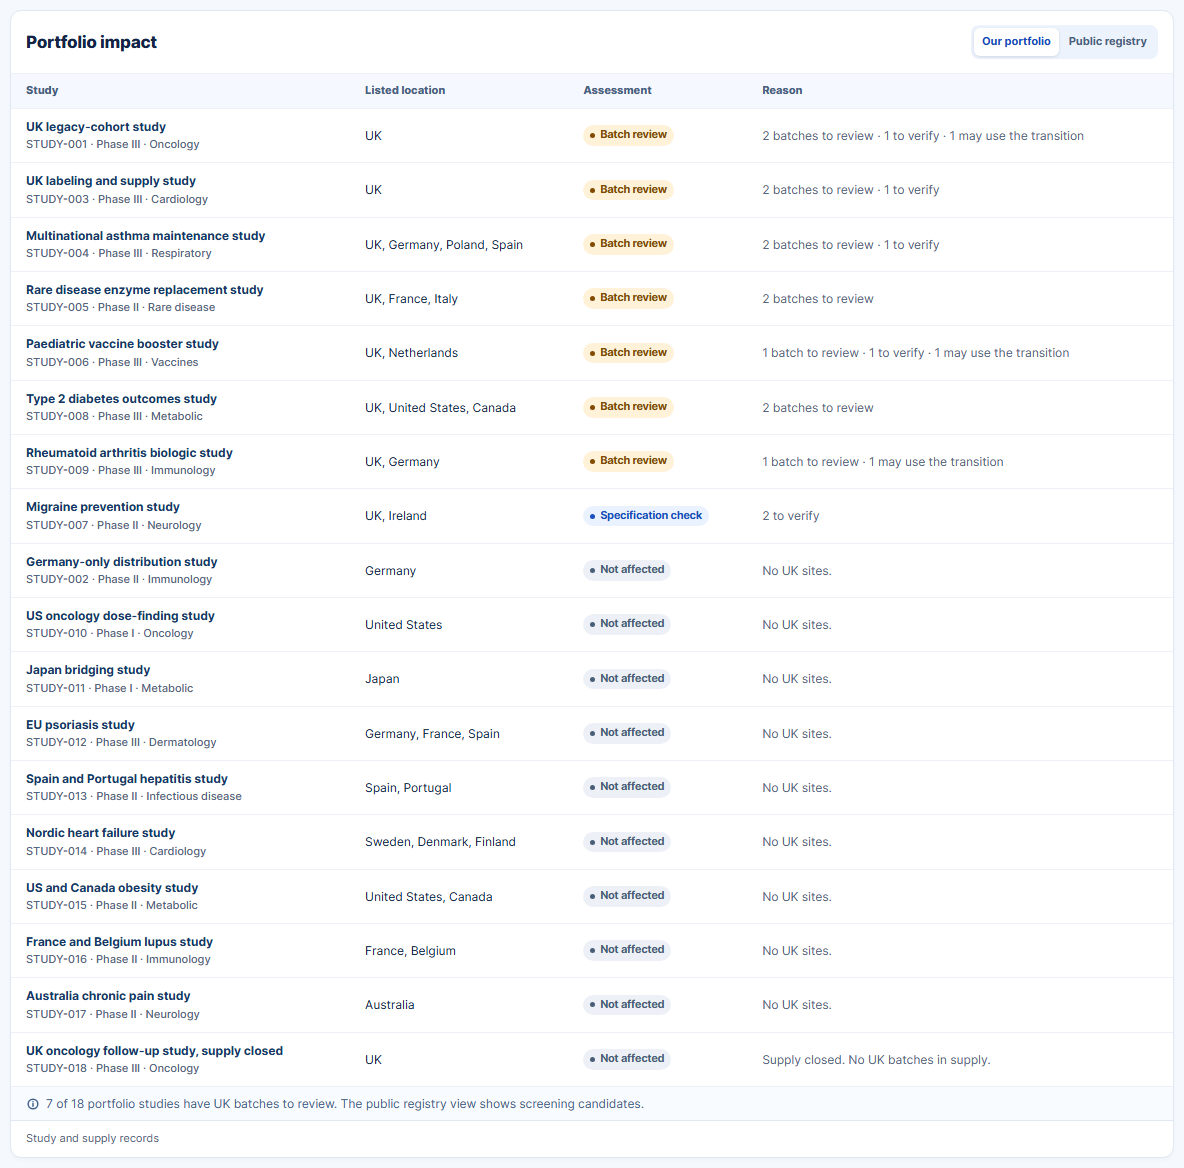 Portfolio impact
Our portfolio
Public registry
Study
Listed location
Assessment
Reason
UK legacy-cohort study
STUDY-001 · Phase III · Oncology
UK
Batch review
2 batches to review · 1 to verify · 1 may use the transition
UK labeling and supply study
STUDY-003 · Phase III · Cardiology
UK
Batch review
2 batches to review · 1 to verify
Multinational asthma maintenance study
STUDY-004 · Phase III · Respiratory
UK, Germany, Poland, Spain
Batch review
2 batches to review · 1 to verify
Rare disease enzyme replacement study
STUDY-005 · Phase II · Rare disease
UK, France, Italy
Batch review
2 batches to review
Paediatric vaccine booster study
STUDY-006 · Phase III · Vaccines
UK, Netherlands
Batch review
1 batch to review · 1 to verify · 1 may use the transition
Type 2 diabetes outcomes study
STUDY-008 · Phase III · Metabolic
UK, United States, Canada
Batch review
2 batches to review
Rheumatoid arthritis biologic study
STUDY-009 · Phase III · Immunology
UK, Germany
Batch review
1 batch to review · 1 may use the transition
Migraine prevention study
STUDY-007 · Phase II · Neurology
UK, Ireland
Specification check
2 to verify
Germany-only distribution study
STUDY-002 · Phase II · Immunology
Germany
Not affected
No UK sites.
US oncology dose-finding study
STUDY-010 · Phase I · Oncology
United States
Not affected
No UK sites.
Japan bridging study
STUDY-011 · Phase I · Metabolic
Japan
Not affected
No UK sites.
EU psoriasis study
STUDY-012 · Phase III · Dermatology
Germany, France, Spain
Not affected
No UK sites.
Spain and Portugal hepatitis study
STUDY-013 · Phase II · Infectious disease
Spain, Portugal
Not affected
No UK sites.
Nordic heart failure study
STUDY-014 · Phase III · Cardiology
Sweden, Denmark, Finland
Not affected
No UK sites.
US and Canada obesity study
STUDY-015 · Phase II · Metabolic
United States, Canada
Not affected
No UK sites.
France and Belgium lupus study
STUDY-016 · Phase II · Immunology
France, Belgium
Not affected
No UK sites.
Australia chronic pain study
STUDY-017 · Phase II · Neurology
Australia
Not affected
No UK sites.
UK oncology follow-up study, supply closed
STUDY-018 · Phase III · Oncology
UK
Not affected
Supply closed. No UK batches in supply.
7 of 18 portfolio studies have UK batches to review. The public registry view shows screening candidates.
Study and supply records